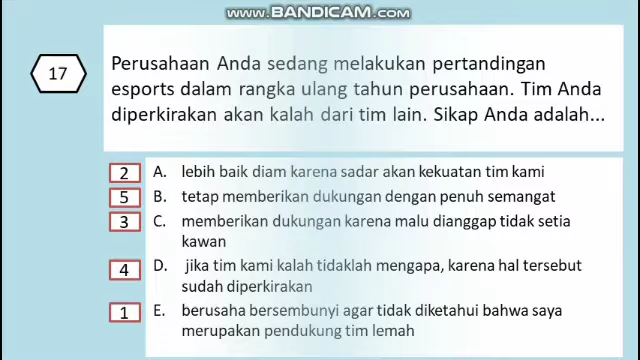 www.BANDICAM.com
17
Perusahaan Anda sedang melakukan pertandingan
esports dalam rangka ulang tahun perusahaan. Tim Anda
diperkirakan akan kalah dari tim lain. Sikap Anda adalah...
2 A. lebih baik diam karena sadar akan kekuatan tim kami
5 B. tetap memberikan dukungan dengan penuh semangat
3 C. memberikan dukungan karena malu dianggap tidak setia
kawan
4 D. jika tim kami kalah tidaklah mengapa, karena hal tersebut
sudah diperkirakan
1 E. berusaha bersembunyi agar tidak diketahui bahwa saya
merupakan pendukung tim lemah